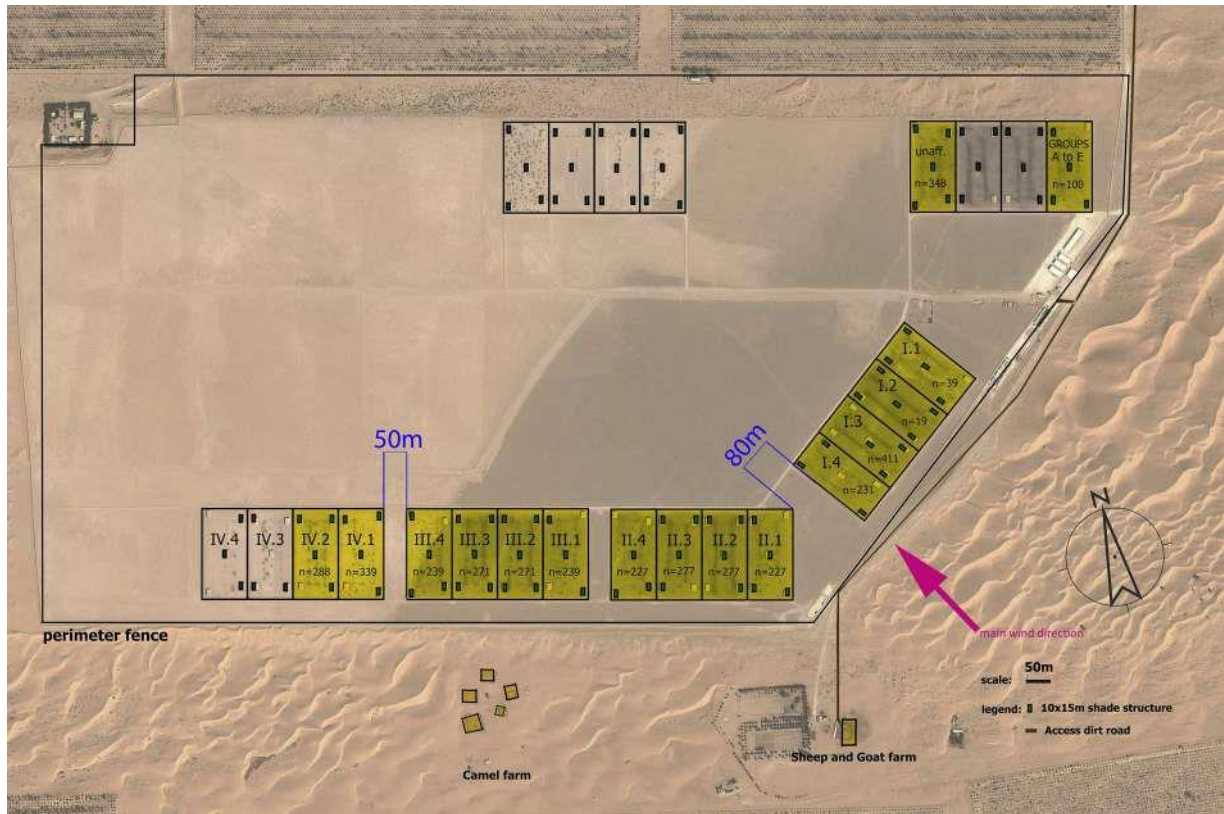 unaff.
n=348
GROUPS
A to E
n=100
I.1
n=39
I.2
n=19
I.3
n=411
I.4
n=231
50m
80m
IV.4
IV.3
IV.2
n=288
IV.1
n=339
III.4
n=239
III.3
n=271
III.2
n=271
III.1
n=239
II.4
n=227
II.3
n=277
II.2
n=277
II.1
n=227
N
perimeter fence
main wind direction
50m
scale:
legend: 10x15m shade structure
Access dirt road
Camel farm
Sheep and Goat farm